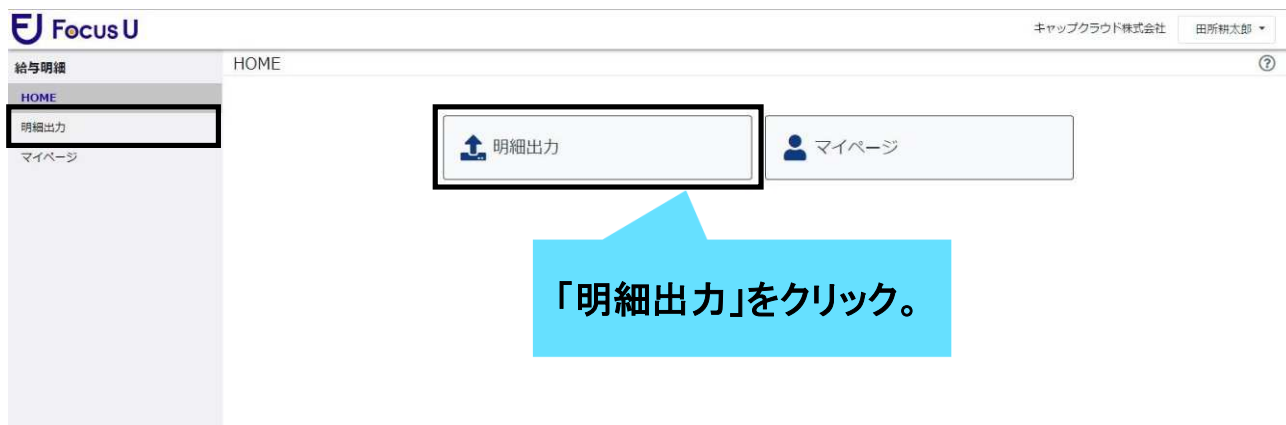 Focus U
キャップクラウド株式会社 田所耕太郎
給与明細
HOME
HOME
明細出力
マイページ
明細出力
マイページ
「明細出力」をクリック。